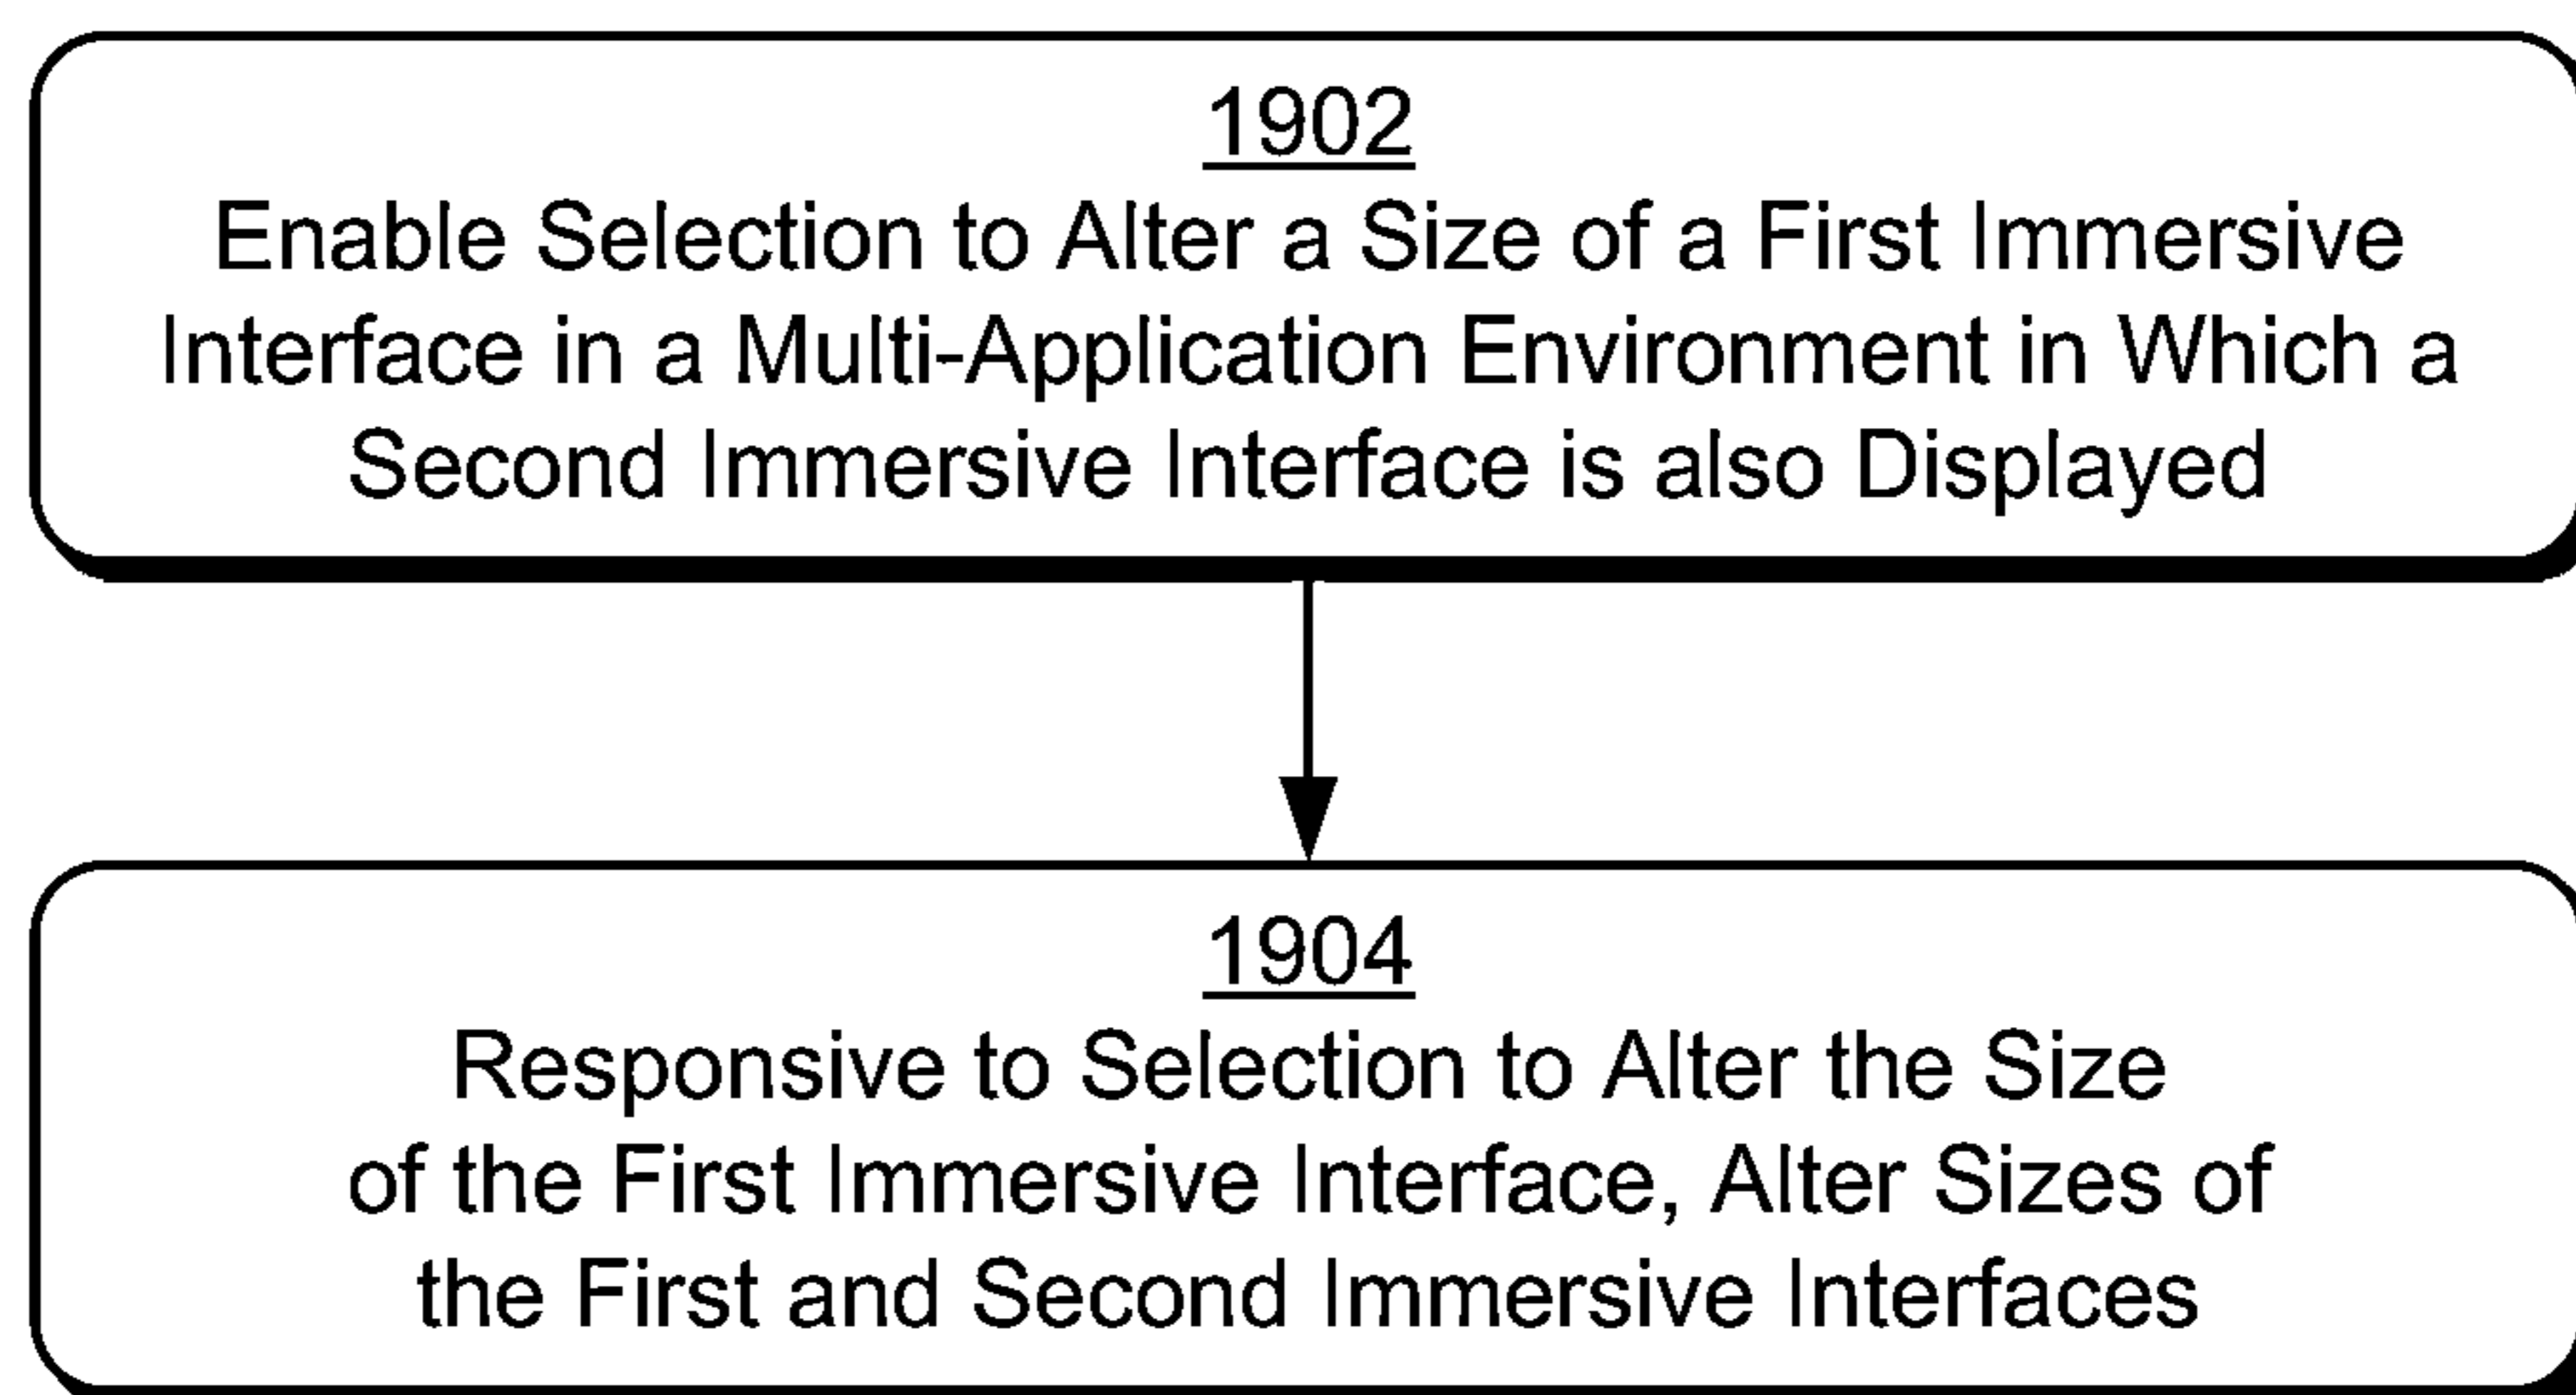 1902
Enable Selection to Alter a Size of a First Immersive
Interface in a Multi-Application Environment in Which a
Second Immersive Interface is also Displayed
1904
Responsive to Selection to Alter the Size
of the First Immersive Interface, Alter Sizes of
the First and Second Immersive Interfaces